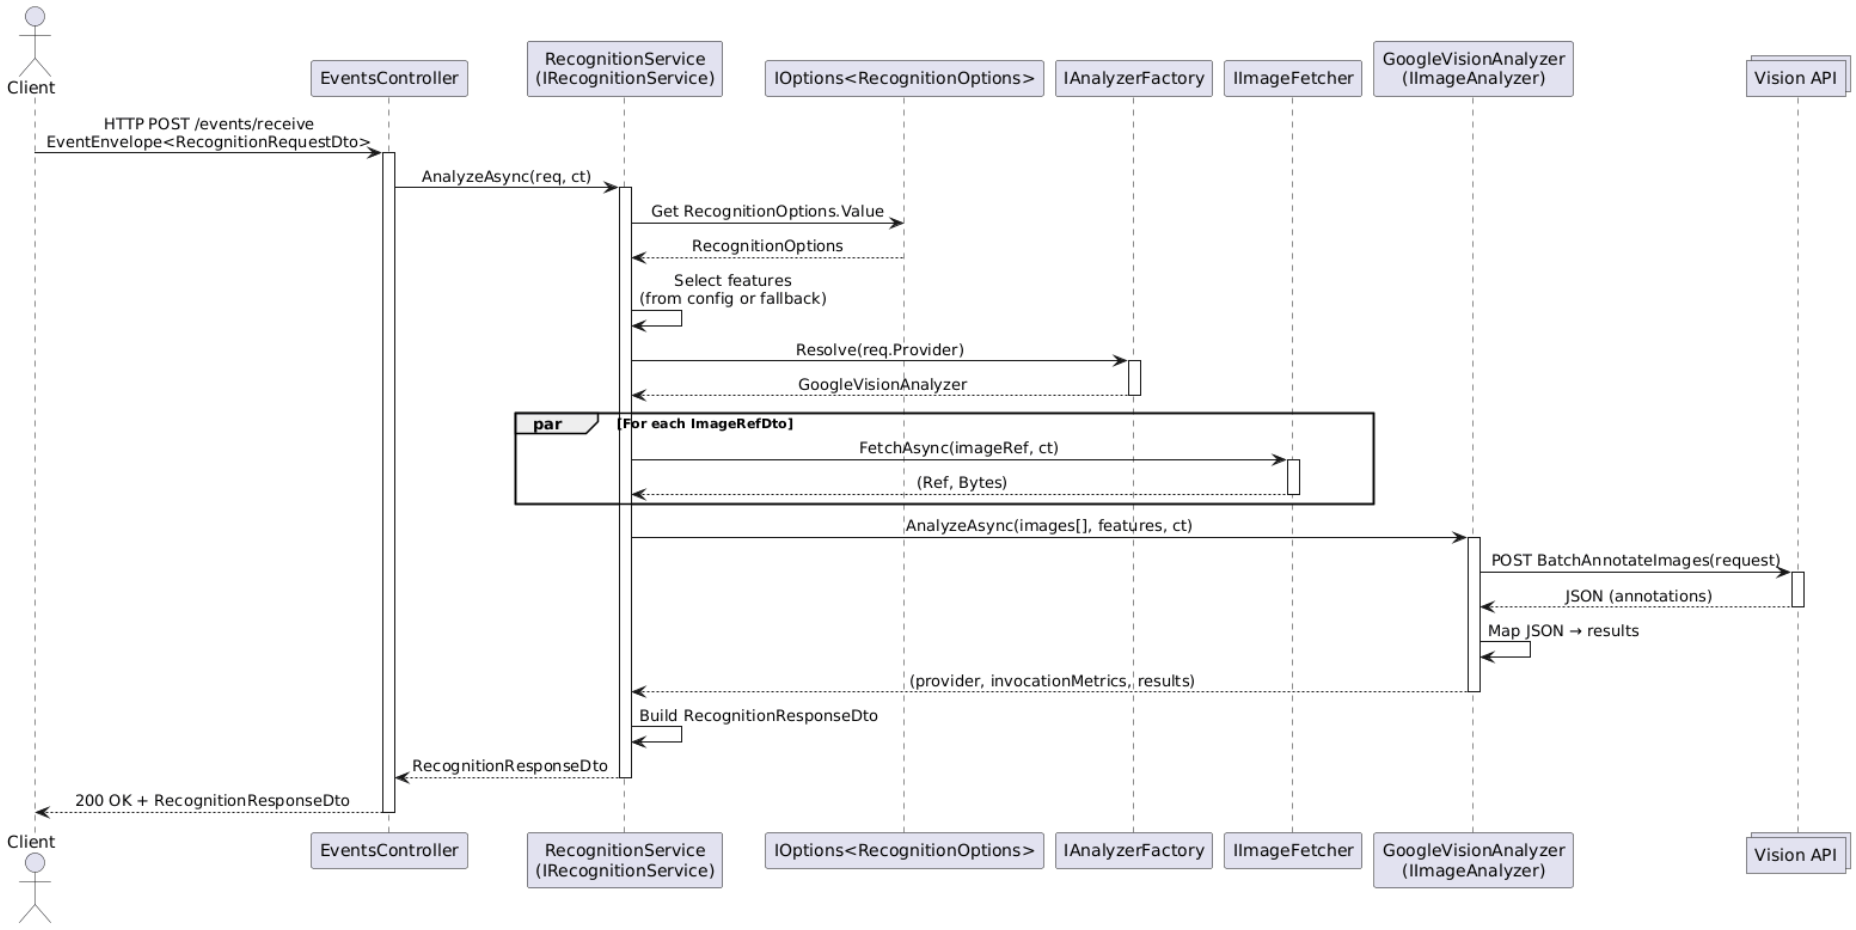 Client
EventsController
RecognitionService
(IRecognitionService)
IOptions<RecognitionOptions>
IAnalyzerFactory
IImageFetcher
GoogleVisionAnalyzer
(IImageAnalyzer)
Vision API
HTTP POST /events/receive
EventEnvelope<RecognitionRequestDto>
AnalyzeAsync(req, ct)
Get RecognitionOptions.Value
RecognitionOptions
Select features
(from config or fallback)
Resolve(req.Provider)
GoogleVisionAnalyzer
par [For each ImageRefDto]
FetchAsync(imageRef, ct)
(Ref, Bytes)
AnalyzeAsync(images[], features, ct)
POST BatchAnnotateImages(request)
JSON (annotations)
Map JSON → results
(provider, invocationMetrics, results)
Build RecognitionResponseDto
RecognitionResponseDto
200 OK + RecognitionResponseDto
Client
EventsController
RecognitionService
(IRecognitionService)
IOptions<RecognitionOptions>
IAnalyzerFactory
IImageFetcher
GoogleVisionAnalyzer
(IImageAnalyzer)
Vision API